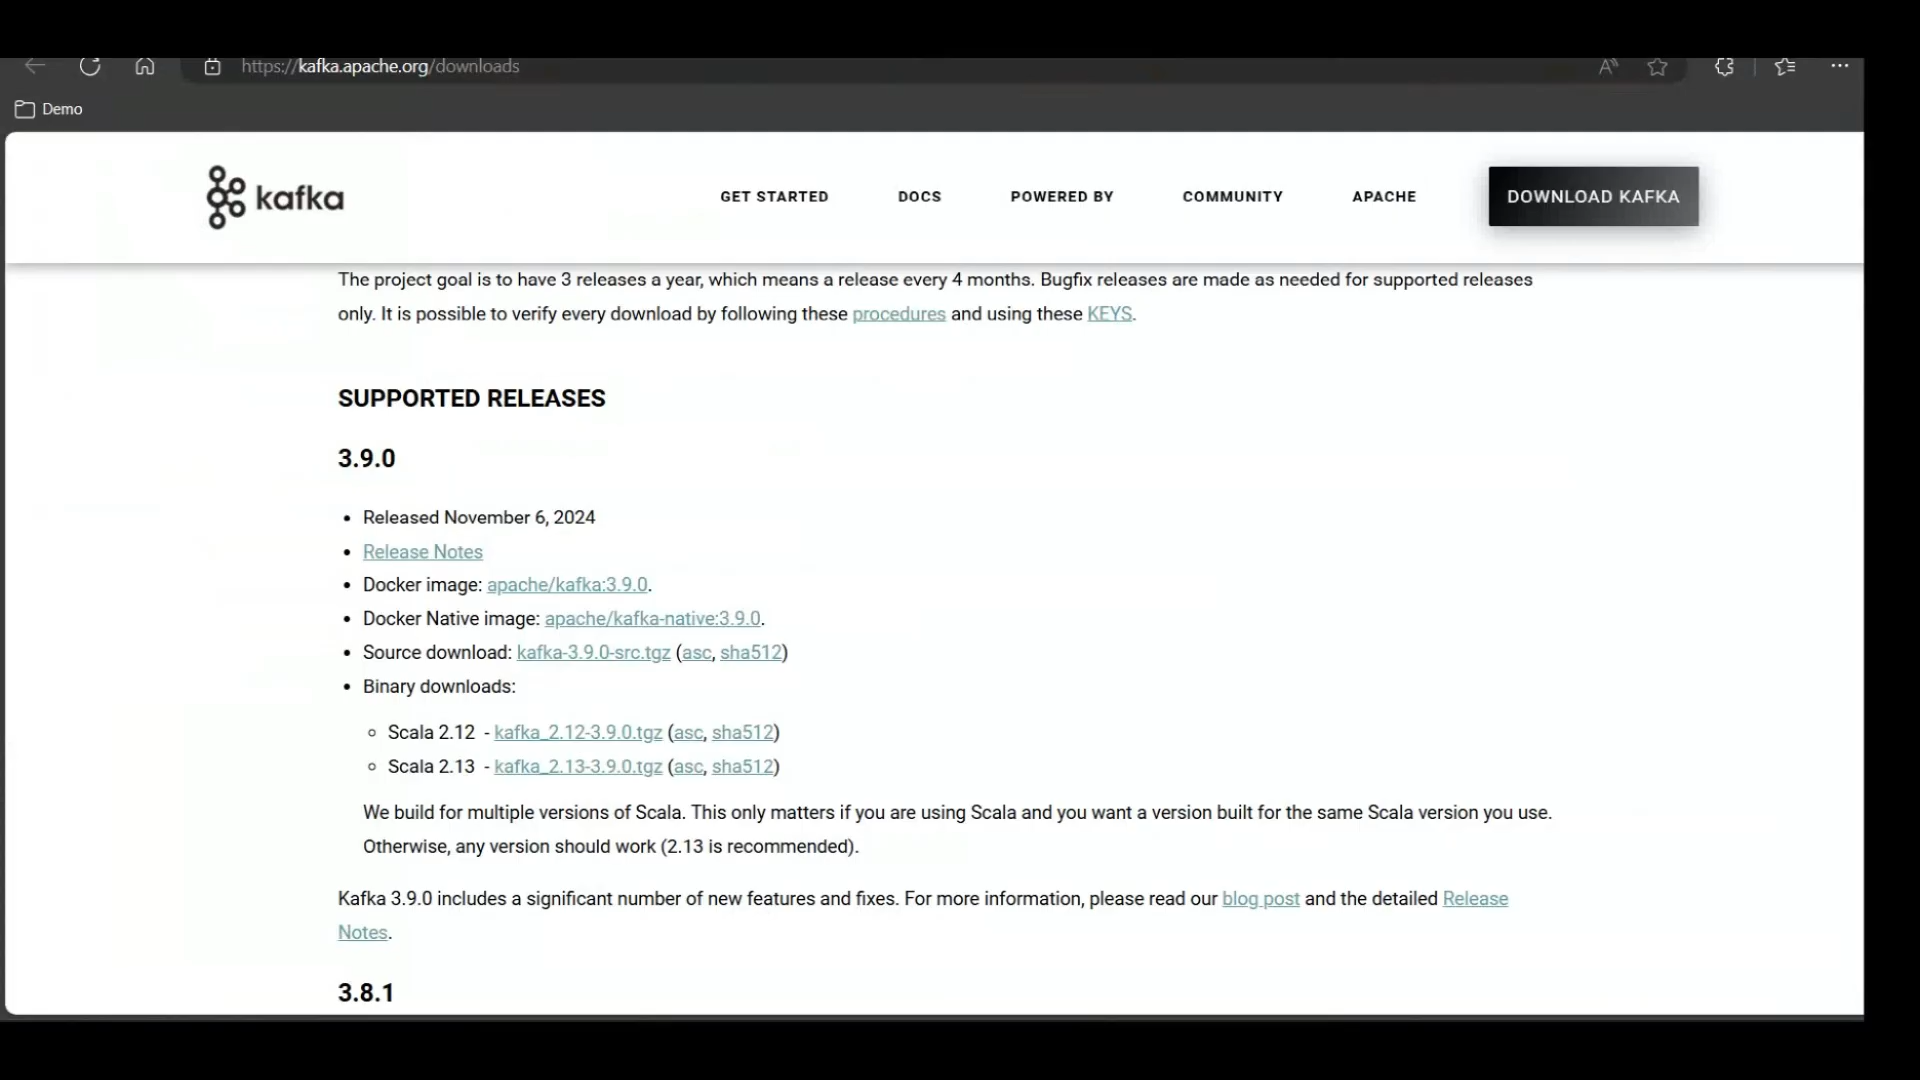 https://kafka.apache.org/downloads
Demo
kafka
GET STARTED
DOCS
POWERED BY
COMMUNITY
APACHE
DOWNLOAD KAFKA
The project goal is to have 3 releases a year, which means a release every 4 months. Bugfix releases are made as needed for supported releases
only. It is possible to verify every download by following these procedures and using these KEYS.
SUPPORTED RELEASES
3.9.0
• Released November 6, 2024
• Release Notes
• Docker image: apache/kafka:3.9.0.
• Docker Native image: apache/kafka-native:3.9.0.
• Source download: kafka-3.9.0-src.tgz (asc, sha512)
• Binary downloads:
◦ Scala 2.12 - kafka_2.12-3.9.0.tgz (asc, sha512)
◦ Scala 2.13 - kafka_2.13-3.9.0.tgz (asc, sha512)
We build for multiple versions of Scala. This only matters if you are using Scala and you want a version built for the same Scala version you use.
Otherwise, any version should work (2.13 is recommended).
Kafka 3.9.0 includes a significant number of new features and fixes. For more information, please read our blog post and the detailed Release
Notes.
3.8.1